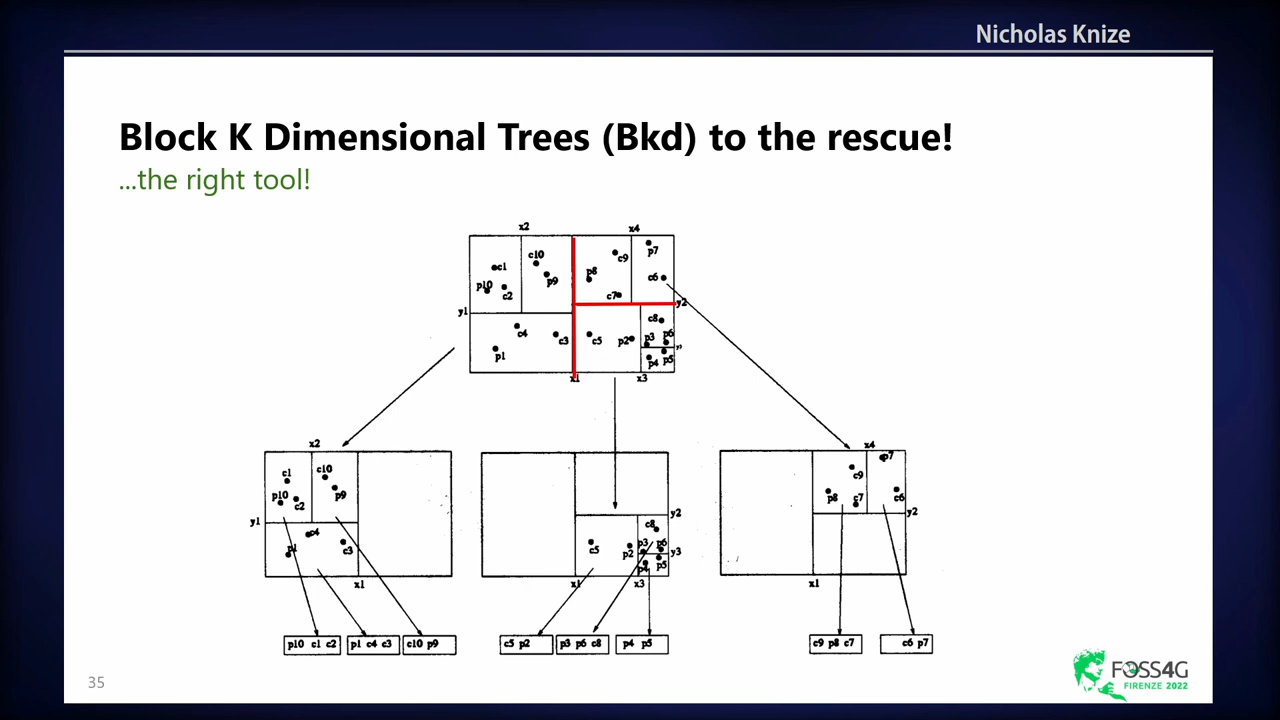 Nicholas Knize
Block K Dimensional Trees (Bkd) to the rescue!
...the right tool!
x2 x4
c1 c10 c9 p7
p10 c2 p9 p8 c7 c6
y1 y2
c4 c3 c5 p2 c8 p3 p6
p1 p4 p5
x1 x3
x2
c1 c10
p10 c2 p9
y1
p1 c4 c3
x1
y2
c8
c5 p2 p3 p6 y3
p4 p5
x1 x3
x4
c9 p7
p8 c7 c6
y2
x1
p10 c1 c2 p1 c4 c3 c10 p9 c5 p2 p3 p6 c8 p4 p5 c9 p8 c7 c6 p7
35
FOSS4G
FIRENZE 2022